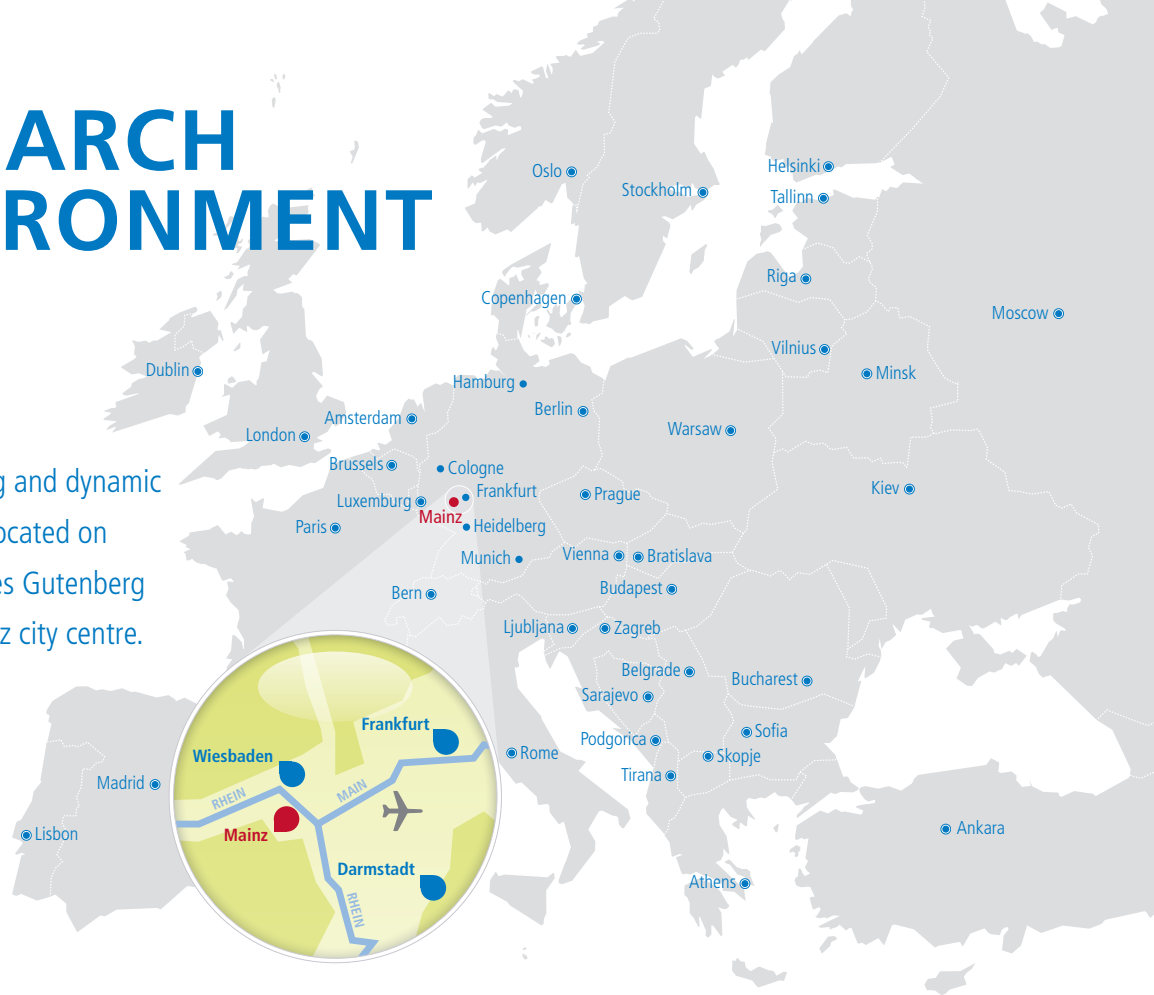 ARCH
RONMENT
g and dynamic
ocated on
es Gutenberg
z city centre.
Oslo
Helsinki
Stockholm
Tallinn
Riga
Copenhagen
Moscow
Vilnius
Dublin
Minsk
Hamburg
Berlin
Amsterdam
Warsaw
London
Brussels
Cologne
Kiev
Frankfurt
Prague
Luxemburg
Mainz
Paris
Heidelberg
Munich
Vienna
Bratislava
Budapest
Bern
Ljubljana
Zagreb
Belgrade
Bucharest
Sarajevo
Sofia
Podgorica
Rome
Skopje
Tirana
Madrid
Lisbon
Ankara
Athens
Frankfurt
Wiesbaden
MAIN
RHEIN
Mainz
Darmstadt
RHEIN